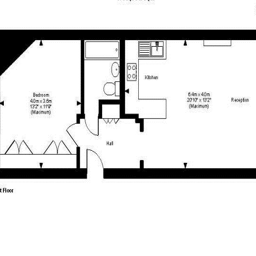 Bedroom
4.0m x 3.6m
13'2" x 11'9"
(Maximum)
Kitchen
6.4m x 4.0m
20'10" x 13'2"
(Maximum)
Reception
Hall
t Floor